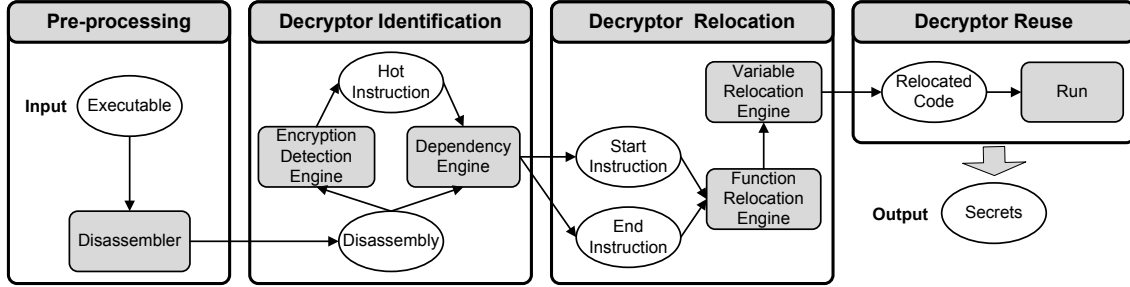 Pre-processing
Input
Executable
Disassembler
Decryptor Identification
Hot
Instruction
Encryption
Detection
Engine
Dependency
Engine
Disassembly
Decryptor Relocation
Start
Instruction
End
Instruction
Variable
Relocation
Engine
Function
Relocation
Engine
Decryptor Reuse
Relocated
Code
Run
Output
Secrets